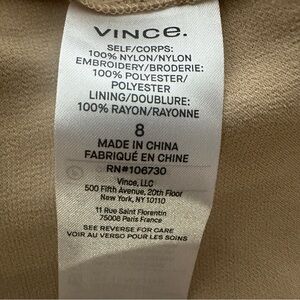 VINCE.
SELF/CORPS:
100% NYLON/NYLON
EMBROIDERY/BRODERIE:
100% POLYESTER/
POLYESTER
LINING/DOUBLURE:
100% RAYON/RAYONNE
8
MADE IN CHINA
FABRIQUÉ EN CHINE
RN#106730
Vince, LLC
500 Fifth Avenue, 20th Floor
New York, NY 10110
11 Rue Saint Florentin
75008 Paris France
SEE REVERSE FOR CARE
VOIR AU VERSO POUR LES SOINS